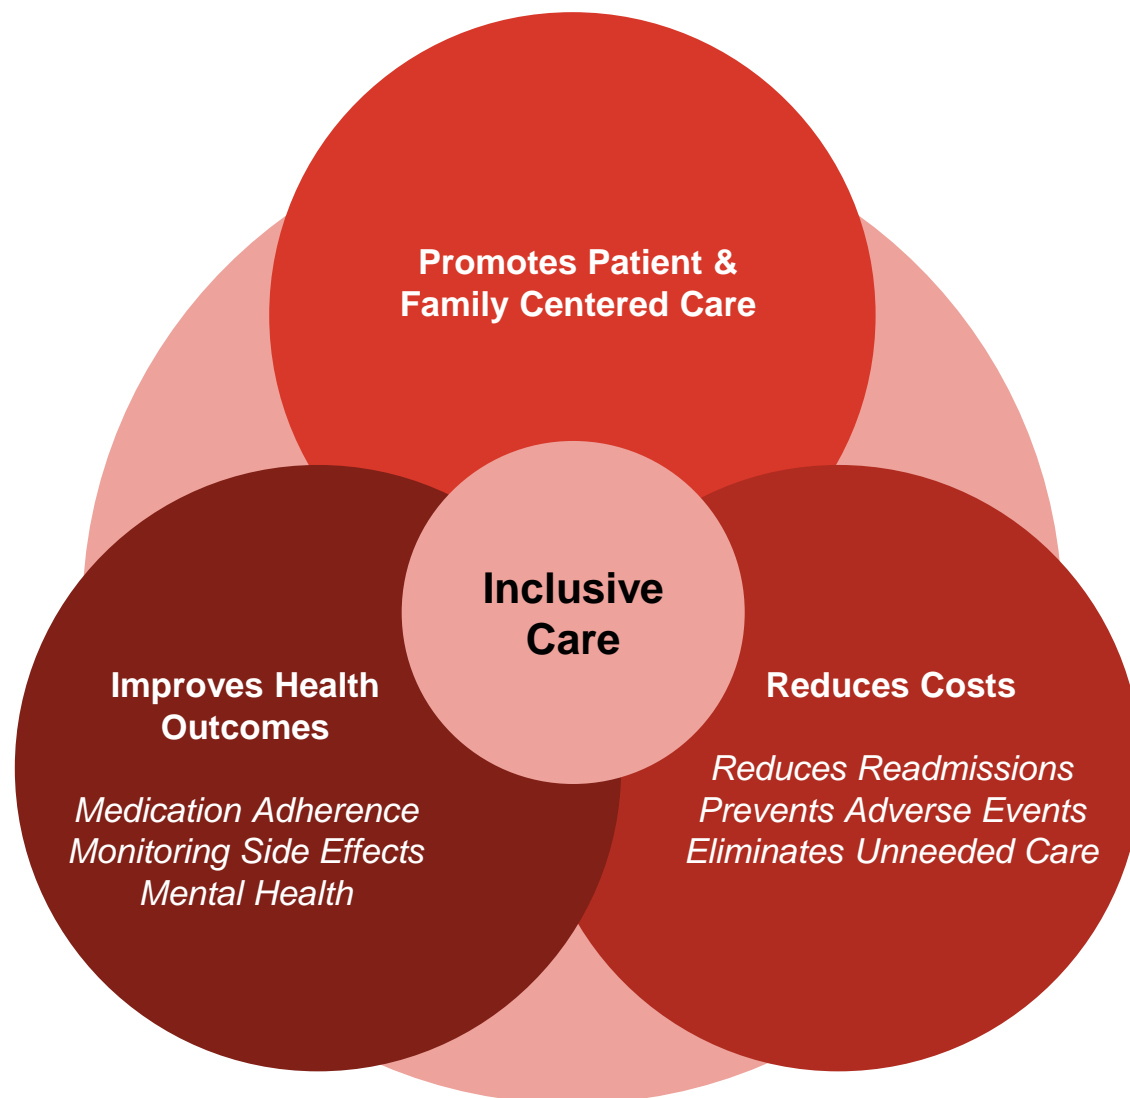 Promotes Patient &
Family Centered Care
Inclusive
Care
Improves Health
Outcomes
Medication Adherence
Monitoring Side Effects
Mental Health
Reduces Costs
Reduces Readmissions
Prevents Adverse Events
Eliminates Unneeded Care